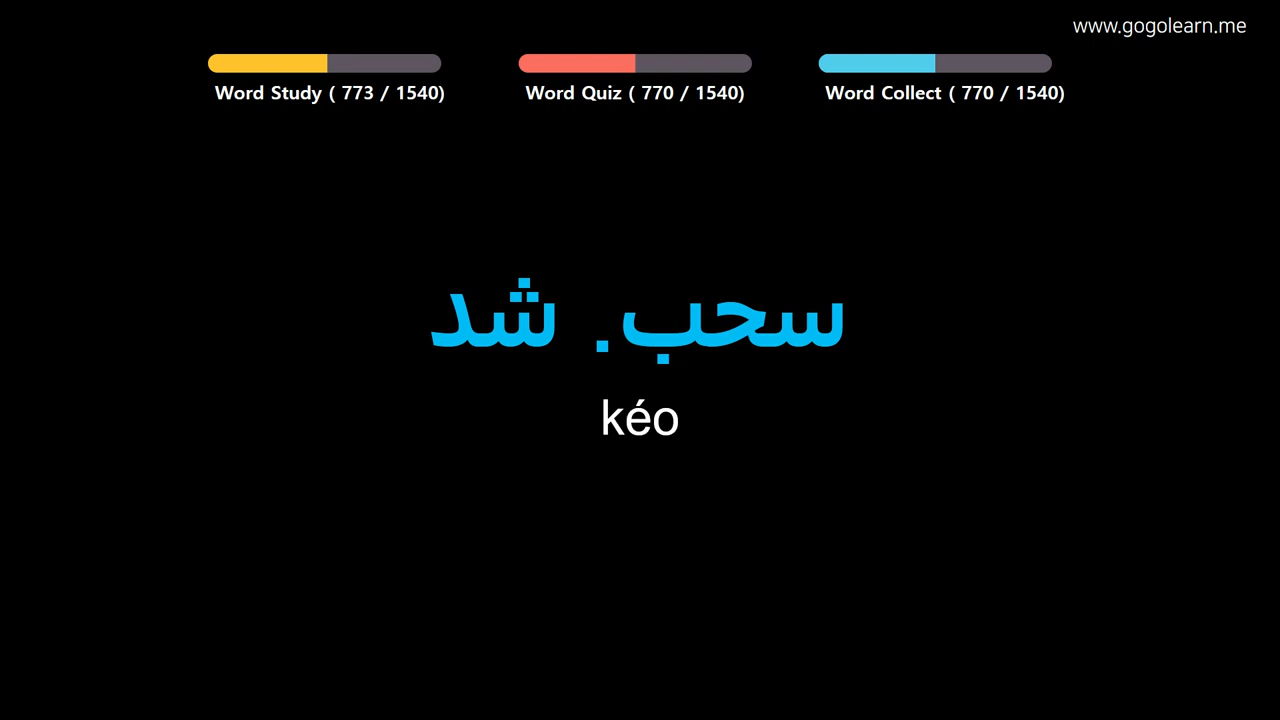 www.gogolearn.me
Word Study ( 773 / 1540)
Word Quiz ( 770 / 1540)
Word Collect ( 770 / 1540)
سحب. شد
kéo